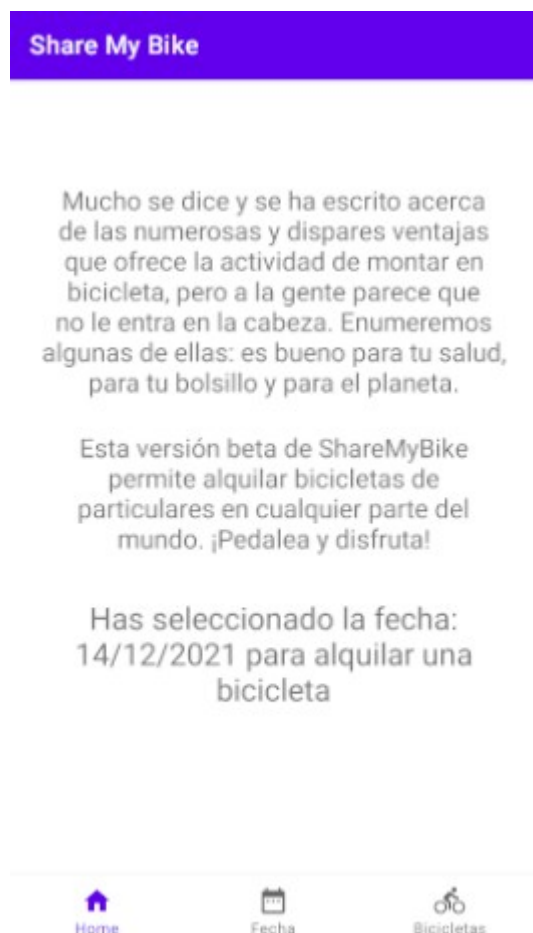 Share My Bike
Mucho se dice y se ha escrito acerca
de las numerosas y dispares ventajas
que ofrece la actividad de montar en
bicicleta, pero a la gente parece que
no le entra en la cabeza. Enumeremos
algunas de ellas: es bueno para tu salud,
para tu bolsillo y para el planeta.
Esta versión beta de ShareMyBike
permite alquilar bicicletas de
particulares en cualquier parte del
mundo. ¡Pedalea y disfruta!
Has seleccionado la fecha:
14/12/2021 para alquilar una
bicicleta
Home Fecha Bicicletas